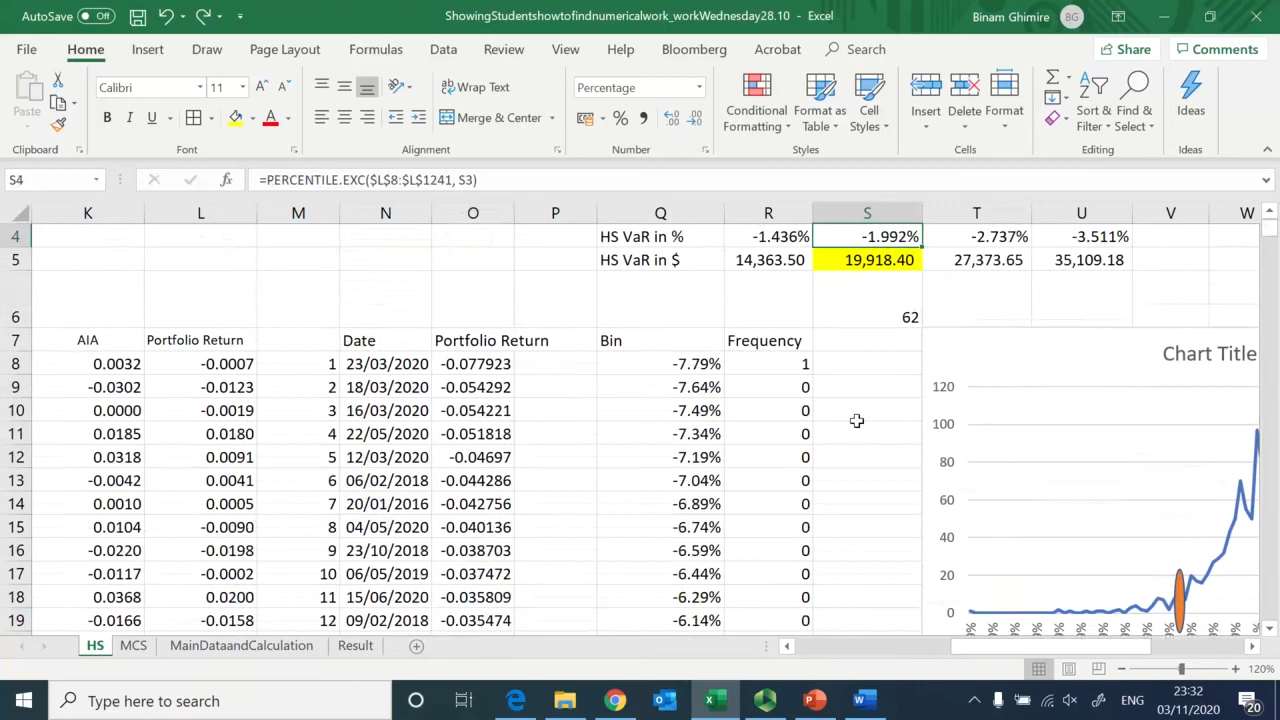 AutoSave Off ShowingStudentshowtofindnumericalwork_workWednesday28.10 - Excel Binam Ghimire BG
File Home Insert Draw Page Layout Formulas Data Review View Help Bloomberg Acrobat Search Share Comments
Paste Calibri 11 Wrap Text Percentage Conditional Formatting Format as Table Cell Styles Insert Delete Format Sort & Filter Find & Select Ideas
B I U A Merge & Center %
Clipboard Font Alignment Number Styles Cells Editing Ideas
S4 fx =PERCENTILE.EXC($L$8:$L$1241, S3)
K L M N O P Q R S T U V W
4 HS VaR in % -1.436% -1.992% -2.737% -3.511%
5 HS VaR in $ 14,363.50 19,918.40 27,373.65 35,109.18
6 62
7 AIA Portfolio Return Date Portfolio Return Bin Frequency
8 0.0032 -0.0007 1 23/03/2020 -0.077923 -7.79% 1
9 -0.0302 -0.0123 2 18/03/2020 -0.054292 -7.64% 0
10 0.0000 -0.0019 3 16/03/2020 -0.054221 -7.49% 0
11 0.0185 0.0180 4 22/05/2020 -0.051818 -7.34% 0
12 0.0318 0.0091 5 12/03/2020 -0.04697 -7.19% 0
13 -0.0042 0.0041 6 06/02/2018 -0.044286 -7.04% 0
14 0.0010 0.0005 7 20/01/2016 -0.042756 -6.89% 0
15 0.0104 -0.0090 8 04/05/2020 -0.040136 -6.74% 0
16 -0.0220 -0.0198 9 23/10/2018 -0.038703 -6.59% 0
17 -0.0117 -0.0002 10 06/05/2019 -0.037472 -6.44% 0
18 0.0368 0.0200 11 15/06/2020 -0.035809 -6.29% 0
19 -0.0166 -0.0158 12 09/02/2018 -0.035474 -6.14% 0
Chart Title
120
100
80
60
40
20
0
HS MCS MainDataandCalculation Result
120%
Type here to search ENG 23:32
03/11/2020 20